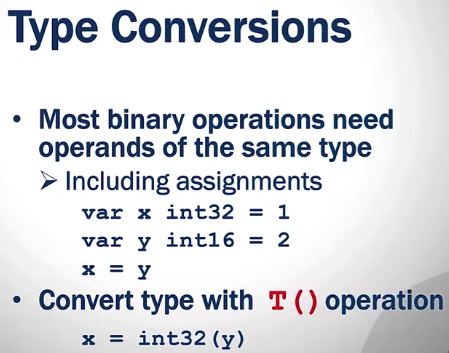 Type Conversions
• Most binary operations need
operands of the same type
➢ Including assignments
var x int32 = 1
var y int16 = 2
x = y
• Convert type with T() operation
x = int32(y)